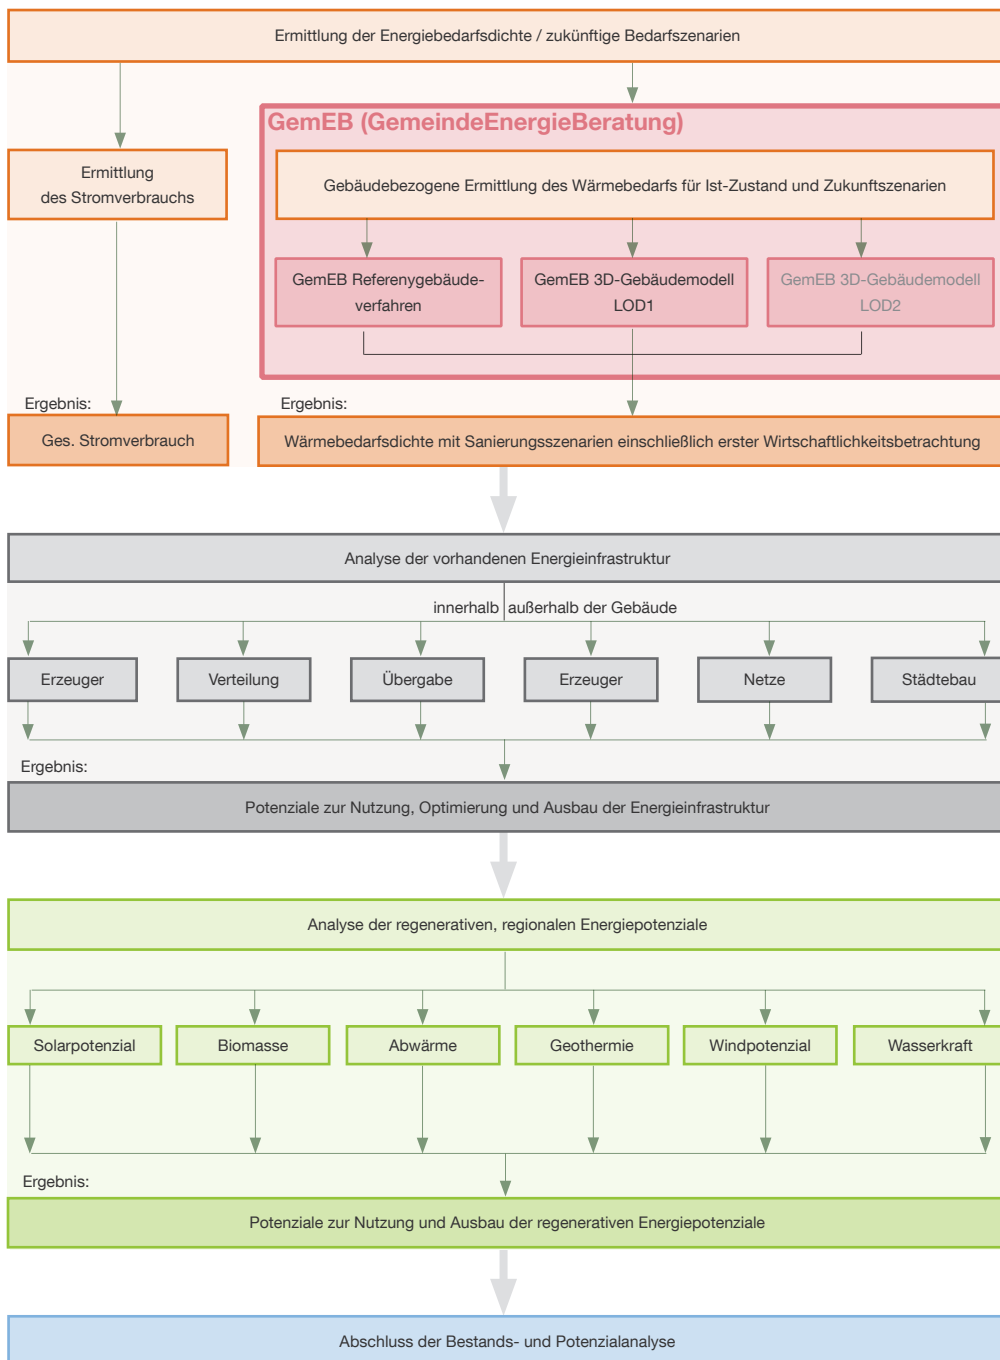 Ermittlung der Energiebedarfsdichte / zukünftige Bedarfszenarien
GemEB (GemeindeEnergieBeratung)
Ermittlung
des Stromverbrauchs
Gebäudebezogene Ermittlung des Wärmebedarfs für Ist-Zustand und Zukunftszenarien
GemEB Referenygebäude-
verfahren
GemEB 3D-Gebäudemodell
LOD1
GemEB 3D-Gebäudemodell
LOD2
Ergebnis:
Ergebnis:
Ges. Stromverbrauch
Wärmebedarfsdichte mit Sanierungsszenarien einschließlich erster Wirtschaftlichkeitsbetrachtung
Analyse der vorhandenen Energieinfrastruktur
innerhalb außerhalb der Gebäude
Erzeuger
Verteilung
Übergabe
Erzeuger
Netze
Städtebau
Ergebnis:
Potenziale zur Nutzung, Optimierung und Ausbau der Energieinfrastruktur
Analyse der regenerativen, regionalen Energiepotenziale
Solarpotenzial
Biomasse
Abwärme
Geothermie
Windpotenzial
Wasserkraft
Ergebnis:
Potenziale zur Nutzung und Ausbau der regenerativen Energiepotenziale
Abschluss der Bestands- und Potenzialanalyse